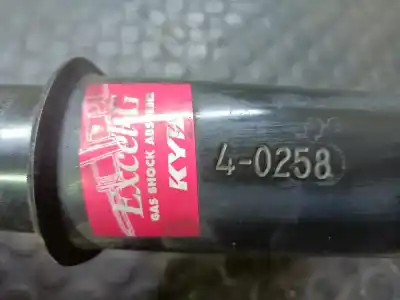 Excel-G
GAS SHOCK ABSORBER
KYB
4-0258